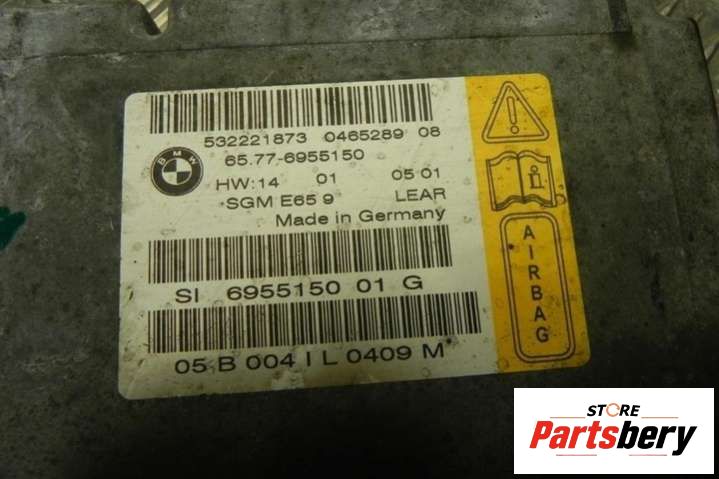 532221873 0465289 08
BMW
65.77-6955150
HW:14 01 05 01
SGM E65 9 LEAR
Made in Germany
SI 6955150 01 G
05 B 004 I L 0409 M
AIRBAG
STORE
Partsbery